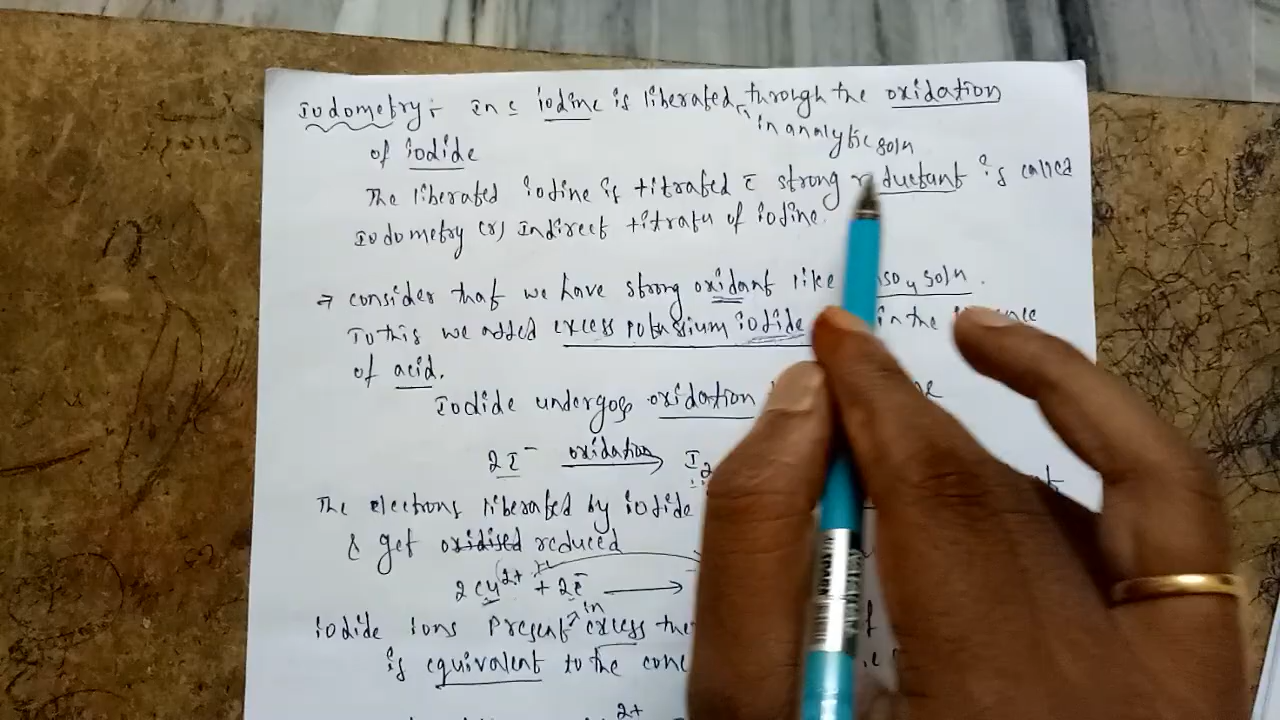 Iodometry :- In c iodine is liberated through the oxidation
in analytic soln
of iodide
The liberated iodine is titrated c̄ strong reductant is called
Iodometry (r) Indirect titratn of iodine.
→ consider that we have strong oxidant like SO4 soln.
To this we added excess potassium iodide in the
of acid.
Iodide undergoes oxidation
2I⁻ oxidation → I2
The electrons liberated by iodide
& get oxidised reduced
2Cu²⁺ + 2ē →
in
iodide ions present excess
is equivalent to the conc
2+